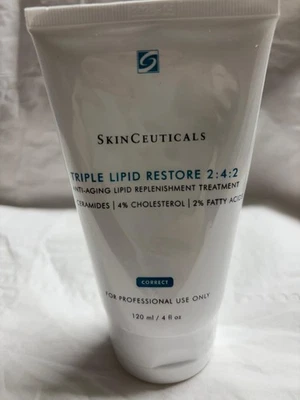 SKINCEUTICALS
TRIPLE LIPID RESTORE 2:4:2
ANTI-AGING LIPID REPLENISHMENT TREATMENT
CERAMIDES | 4% CHOLESTEROL | 2% FATTY ACIDS
CORRECT
FOR PROFESSIONAL USE ONLY
120 ml / 4 fl oz